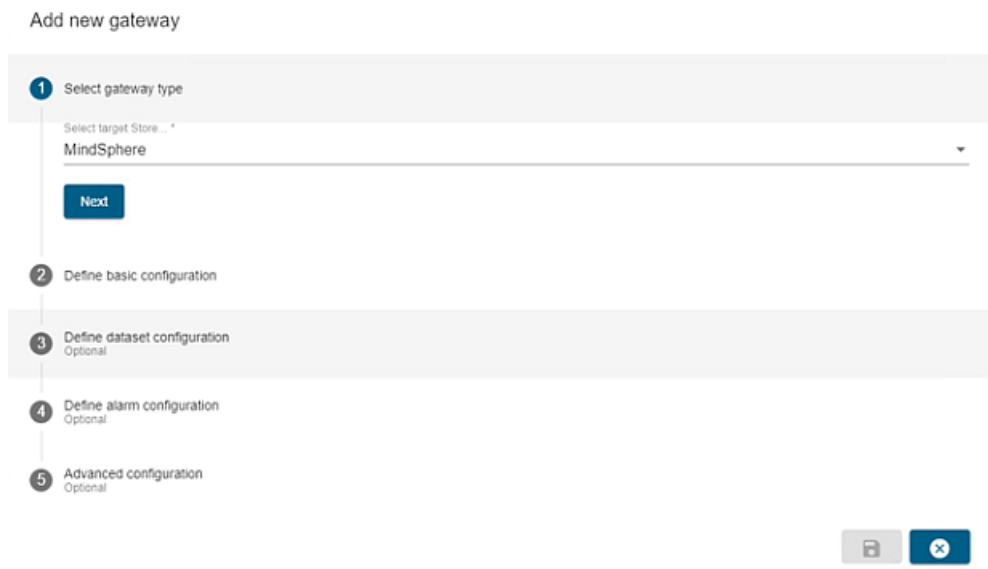 Add new gateway
1 Select gateway type
Select target Store... *
MindSphere
Next
2 Define basic configuration
3 Define dataset configuration
Optional
4 Define alarm configuration
Optional
5 Advanced configuration
Optional